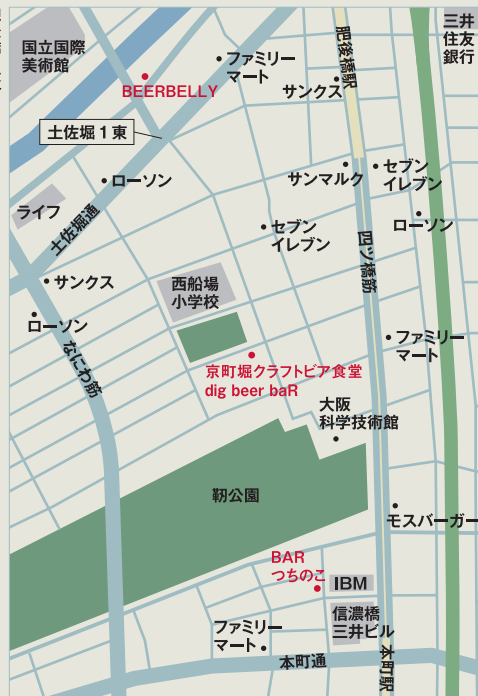 国立国際
美術館
ファミリー
マート
肥後橋駅
三井
住友
銀行
BEERBELLY
サンクス
土佐堀1東
ローソン
サンマルク
セブン
イレブン
ライフ
土佐堀通
セブン
イレブン
ローソン
四ツ橋筋
サンクス
西船場
小学校
ローソン
なにわ筋
ファミリー
マート
京町堀クラフトビア食堂
dig beer baR
大阪
科学技術館
靭公園
モスバーガー
BAR
つちのこ
IBM
信濃橋
三井ビル
ファミリー
マート
本町通
本町駅